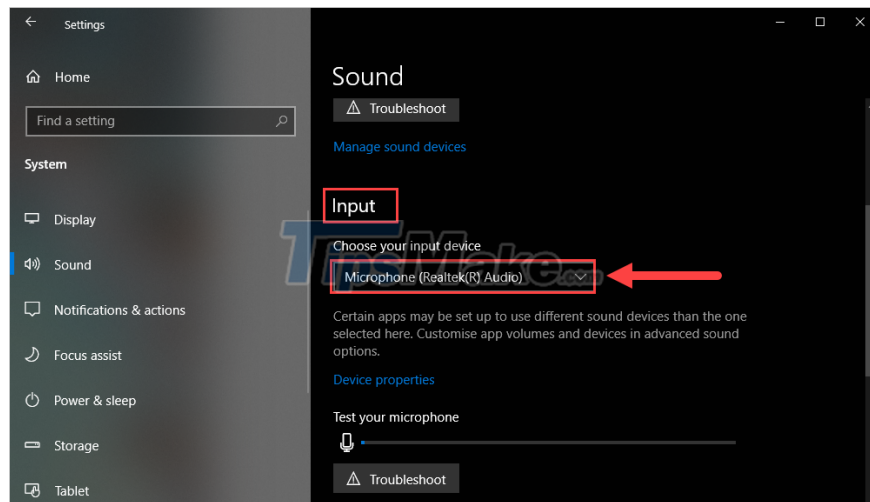 Settings
Home
Find a setting
System
Display
Sound
Notifications & actions
Focus assist
Power & sleep
Storage
Tablet
Sound
Troubleshoot
Manage sound devices
Input
Choose your input device
TipsMake.com
Microphone (Realtek(R) Audio)
Certain apps may be set up to use different sound devices than the one
selected here. Customise app volumes and devices in advanced sound
options.
Device properties
Test your microphone
Troubleshoot